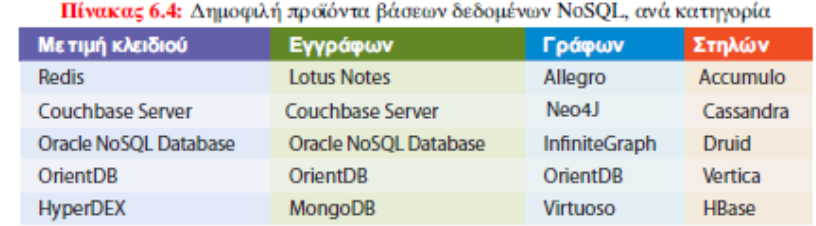 Πίνακας 6.4: Δημοφιλή προϊόντα βάσεων δεδομένων NoSQL, ανά κατηγορία
Με τιμή κλειδιού Εγγράφων Γράφων Στηλών
Redis Lotus Notes Allegro Accumulo
Couchbase Server Couchbase Server Neo4J Cassandra
Oracle NoSQL Database Oracle NoSQL Database InfiniteGraph Druid
OrientDB OrientDB OrientDB Vertica
HyperDEX MongoDB Virtuoso HBase